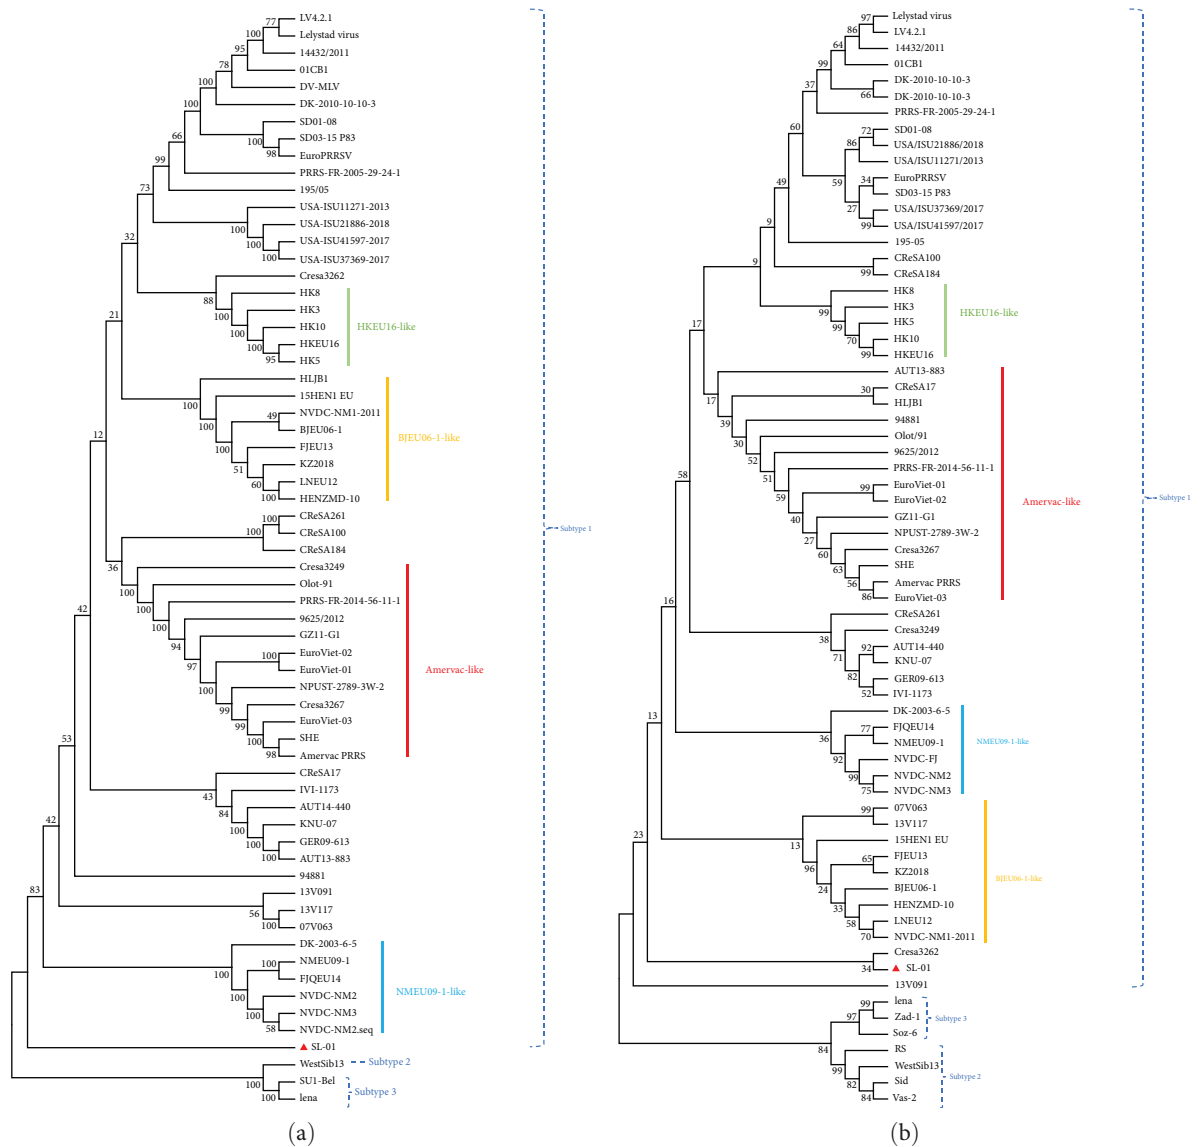 LV4.2.1
Lelystad virus
14432/2011
01CB1
DV-MLV
DK-2010-10-10-3
SD01-08
SD03-15 P83
EuroPRRSV
PRRS-FR-2005-29-24-1
195/05
USA-ISU11271-2013
USA-ISU21886-2018
USA-ISU41597-2017
USA-ISU37369-2017
Cresa3262
HK8
HK3
HK10
HKEU16
HK5
HKEU16-like
HLJB1
15HEN1 EU
NVDC-NM1-2011
BJEU06-1
FJEU13
KZ2018
LNEU12
HENZMD-10
BJEU06-1-like
CReSA261
CReSA100
CReSA184
Cresa3249
Olot-91
PRRS-FR-2014-56-11-1
9625/2012
GZ11-G1
EuroViet-02
EuroViet-01
NPUST-2789-3W-2
Cresa3267
EuroViet-03
SHE
Amervac PRRS
Amervac-like
CReSA17
IVI-1173
AUT14-440
KNU-07
GER09-613
AUT13-883
94881
13V091
13V117
07V063
DK-2003-6-5
NMEU09-1
FJQEU14
NVDC-NM2
NVDC-NM3
NVDC-NM2.seq
NMEU09-1-like
SL-01
Subtype 1
WestSib13
Subtype 2
SU1-Bel
lena
Subtype 3
77
100
95
78
100
100
98
100
66
99
73
100
100
100
32
88
100
100
100
95
21
100
100
49
100
51
60
100
12
100
100
36
100
100
100
94
97
100
100
99
99
100
98
42
43
84
100
100
100
53
42
56
100
83
100
100
100
100
58
100
100
(a)
Lelystad virus
LV4.2.1
14432/2011
01CB1
DK-2010-10-10-3
DK-2010-10-10-3
PRRS-FR-2005-29-24-1
SD01-08
USA/ISU21886/2018
USA/ISU11271/2013
EuroPRRSV
SD03-15 P83
USA/ISU37369/2017
USA/ISU41597/2017
195-05
CReSA100
CReSA184
HK8
HK3
HK5
HK10
HKEU16
HKEU16-like
AUT13-883
CReSA17
HLJB1
94881
Olot/91
9625/2012
PRRS-FR-2014-56-11-1
EuroViet-01
EuroViet-02
GZ11-G1
NPUST-2789-3W-2
Cresa3267
SHE
Amervac PRRS
EuroViet-03
Amervac-like
CReSA261
Cresa3249
AUT14-440
KNU-07
GER09-613
IVI-1173
DK-2003-6-5
FJQEU14
NMEU09-1
NVDC-FJ
NVDC-NM2
NVDC-NM3
NMEU09-1-like
07V063
13V117
15HEN1 EU
FJEU13
KZ2018
BJEU06-1
HENZMD-10
LNEU12
NVDC-NM1-2011
BJEU06-1-like
Cresa3262
SL-01
13V091
Subtype 1
lena
Zad-1
Soz-6
Subtype 3
RS
WestSib13
Sid
Vas-2
Subtype 2
97
86
64
99
66
37
72
86
59
34
27
99
60
49
9
99
9
99
99
70
99
17
17
30
39
30
52
51
59
99
40
27
60
63
56
86
58
38
71
92
82
52
16
36
77
92
99
75
13
99
13
96
65
24
33
58
70
23
34
99
97
84
99
82
84
(b)